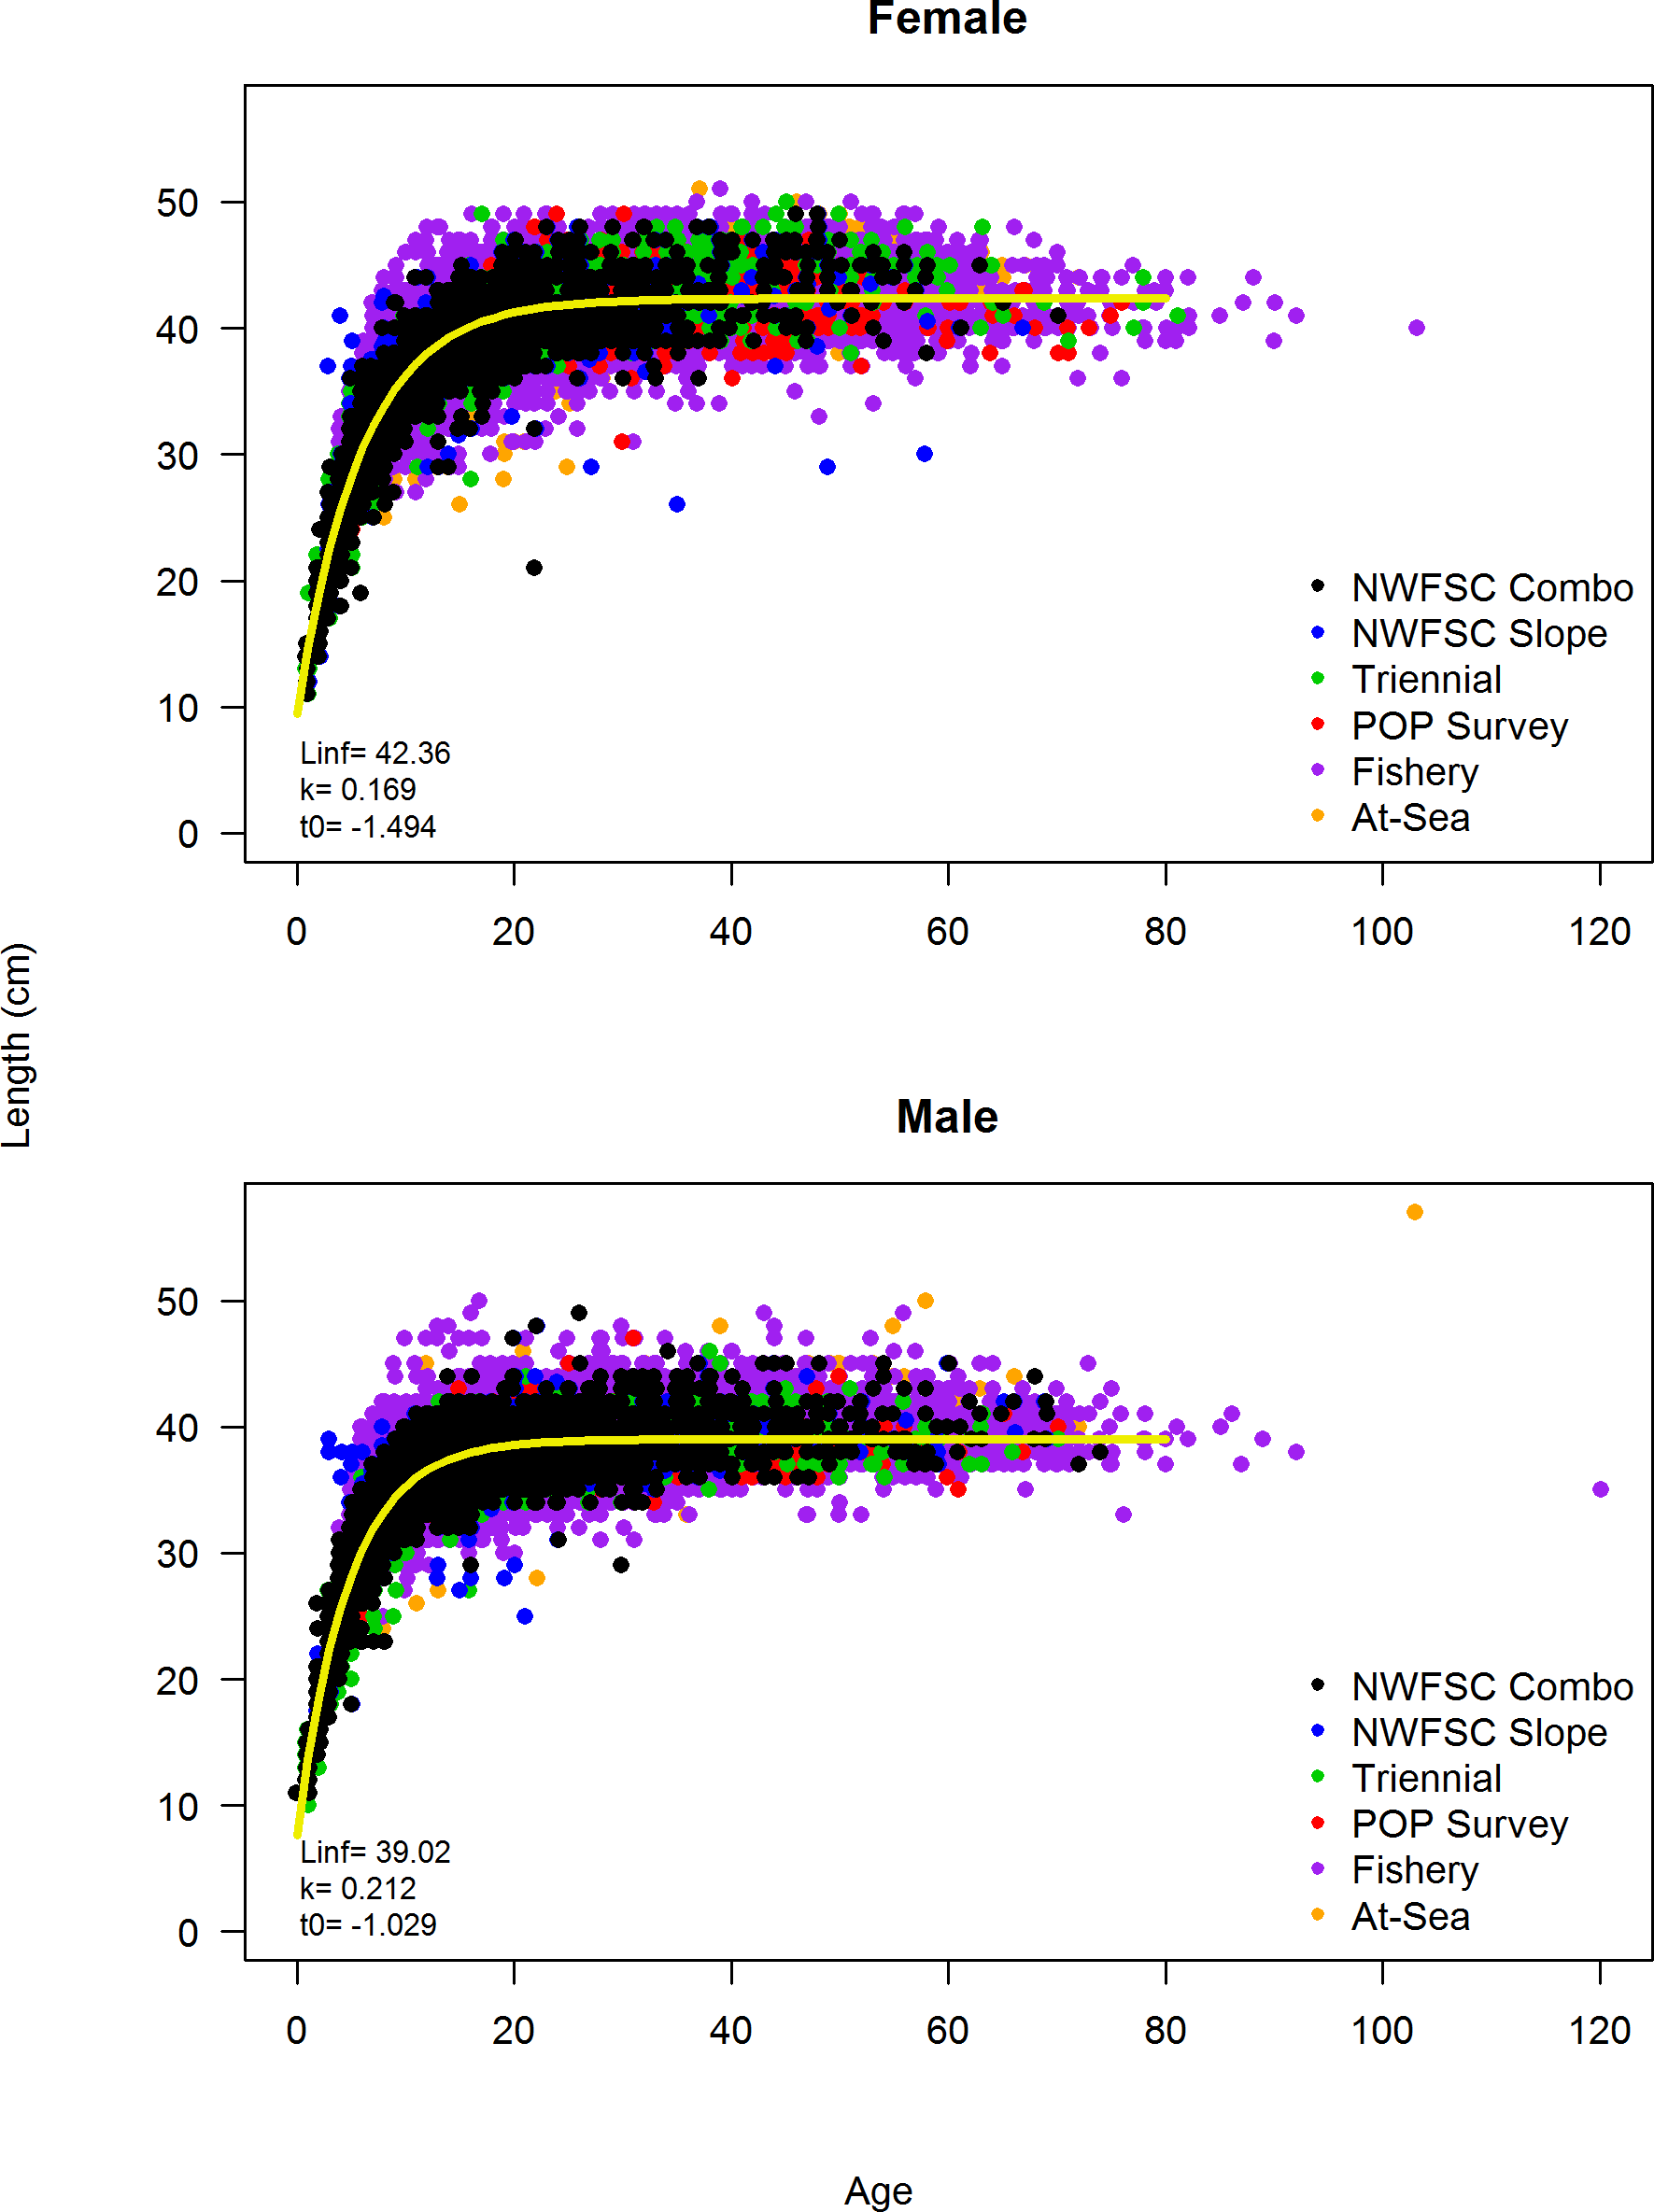 Female
50
40
30
20
10
0
NWFSC Combo
NWFSC Slope
Triennial
POP Survey
Fishery
At-Sea
Linf= 42.36
k= 0.169
t0= -1.494
0 20 40 60 80 100 120
Length (cm)
Male
50
40
30
20
10
0
NWFSC Combo
NWFSC Slope
Triennial
POP Survey
Fishery
At-Sea
Linf= 39.02
k= 0.212
t0= -1.029
0 20 40 60 80 100 120
Age